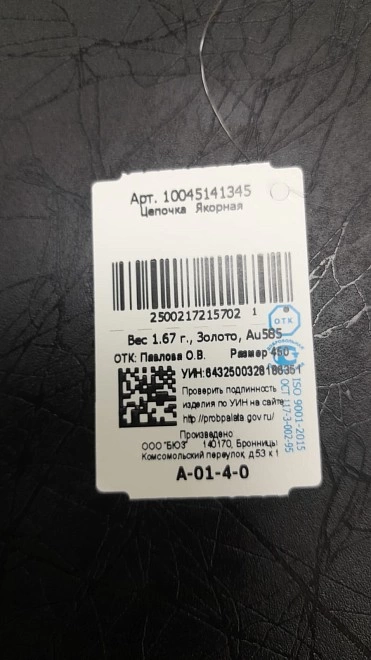 Арт. 10045141345
Цепочка Якорная
2500217215702 1
ОТК
Вес 1.67 г., Золото, Au585
ОТК: Павлова О.В. Размер 450
УИН:6432500328186351
Проверить подлинность
изделия по УИН на сайте
http://probpalata.gov.ru/
Произведено
ООО "БЮЗ" 140170, Бронницы
Комсомольский переулок, д.53 к 1
А-01-4-0
ISO 9001-2015
ОСТ 117-3-002-95